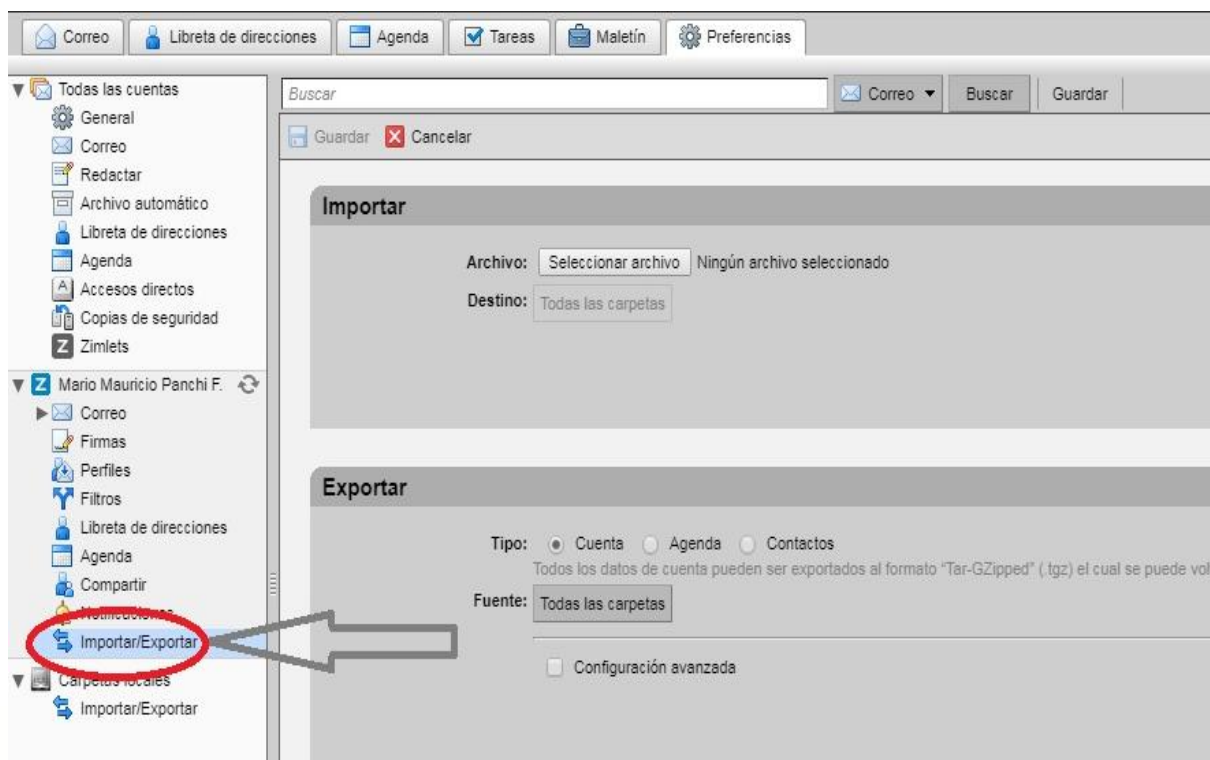 Correo Libreta de direcciones Agenda Tareas Maletín Preferencias
Todas las cuentas
General
Correo
Redactar
Archivo automático
Libreta de direcciones
Agenda
Accesos directos
Copias de seguridad
Zimlets
Mario Mauricio Panchi F.
Correo
Firmas
Perfiles
Filtros
Libreta de direcciones
Agenda
Compartir
Notificaciones
Importar/Exportar
Carpetas locales
Importar/Exportar
Buscar Correo Buscar Guardar
Guardar Cancelar
Importar
Archivo: Seleccionar archivo Ningún archivo seleccionado
Destino: Todas las carpetas
Exportar
Tipo: Cuenta Agenda Contactos
Todos los datos de cuenta pueden ser exportados al formato "Tar-GZipped" (.tgz) el cual se puede vol
Fuente: Todas las carpetas
Configuración avanzada